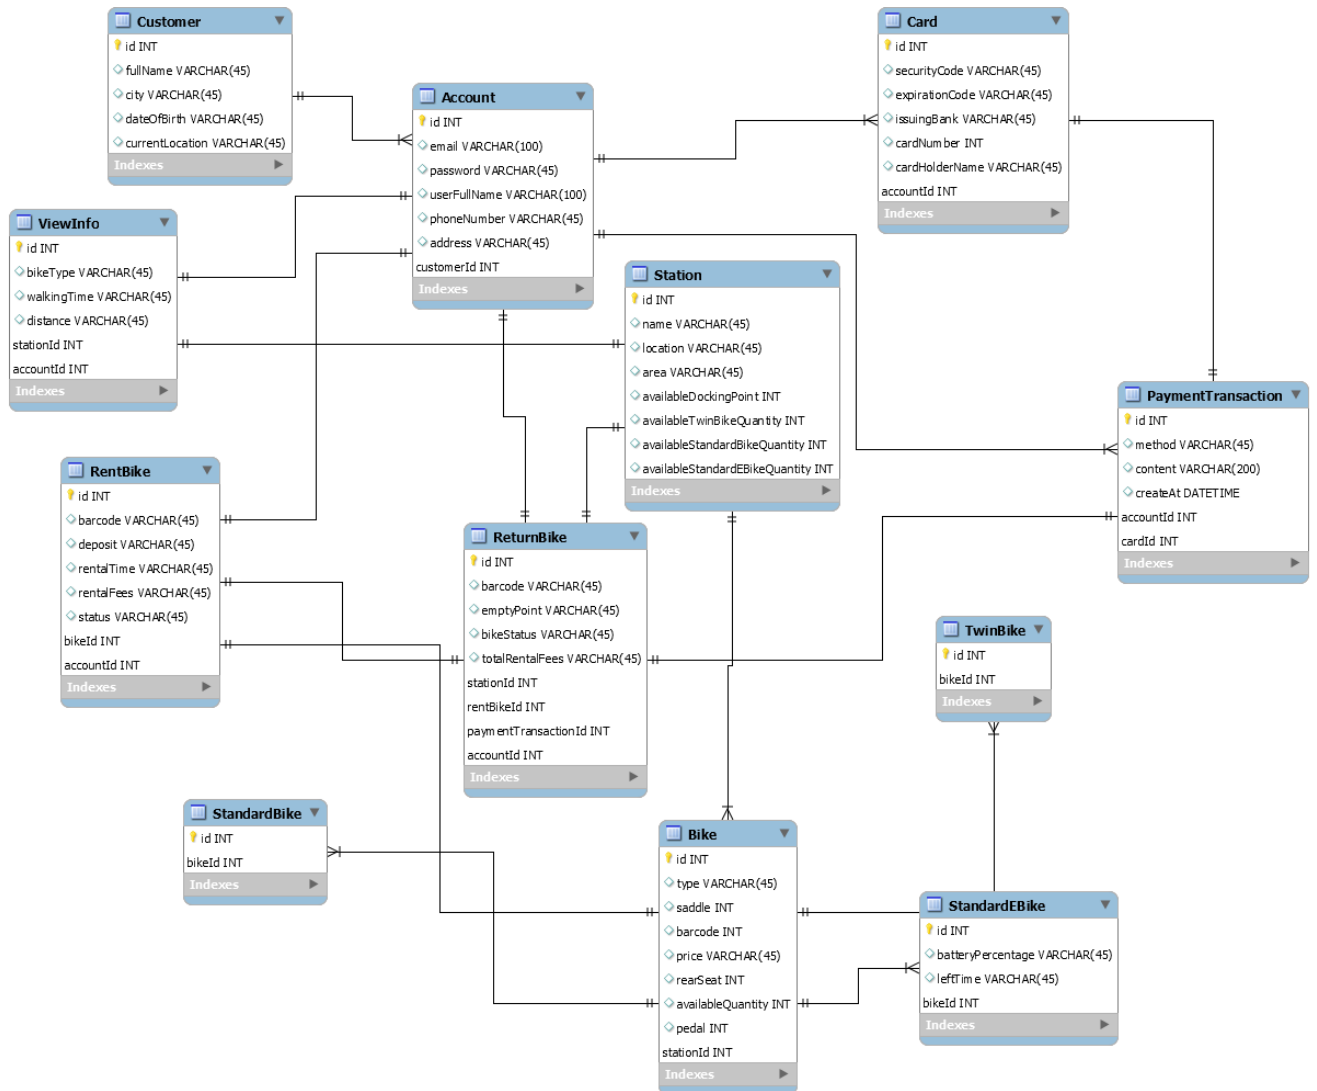 Customer
id INT
fullName VARCHAR(45)
city VARCHAR(45)
dateOfBirth VARCHAR(45)
currentLocation VARCHAR(45)
Indexes
Account
id INT
email VARCHAR(100)
password VARCHAR(45)
userFullName VARCHAR(100)
phoneNumber VARCHAR(45)
address VARCHAR(45)
customerId INT
Indexes
Card
id INT
securityCode VARCHAR(45)
expirationCode VARCHAR(45)
issuingBank VARCHAR(45)
cardNumber INT
cardHolderName VARCHAR(45)
accountId INT
Indexes
ViewInfo
id INT
bikeType VARCHAR(45)
walkingTime VARCHAR(45)
distance VARCHAR(45)
stationId INT
accountId INT
Indexes
Station
id INT
name VARCHAR(45)
location VARCHAR(45)
area VARCHAR(45)
availableDockingPoint INT
availableTwinBikeQuantity INT
availableStandardBikeQuantity INT
availableStandardEBikeQuantity INT
Indexes
PaymentTransaction
id INT
method VARCHAR(45)
content VARCHAR(200)
createAt DATETIME
accountId INT
cardId INT
Indexes
RentBike
id INT
barcode VARCHAR(45)
deposit VARCHAR(45)
rentalTime VARCHAR(45)
rentalFees VARCHAR(45)
status VARCHAR(45)
bikeId INT
accountId INT
Indexes
ReturnBike
id INT
barcode VARCHAR(45)
emptyPoint VARCHAR(45)
bikeStatus VARCHAR(45)
totalRentalFees VARCHAR(45)
stationId INT
rentBikeId INT
paymentTransactionId INT
accountId INT
Indexes
TwinBike
id INT
bikeId INT
Indexes
StandardBike
id INT
bikeId INT
Indexes
Bike
id INT
type VARCHAR(45)
saddle INT
barcode INT
price VARCHAR(45)
rearSeat INT
availableQuantity INT
pedal INT
stationId INT
Indexes
StandardEBike
id INT
batteryPercentage VARCHAR(45)
leftTime VARCHAR(45)
bikeId INT
Indexes